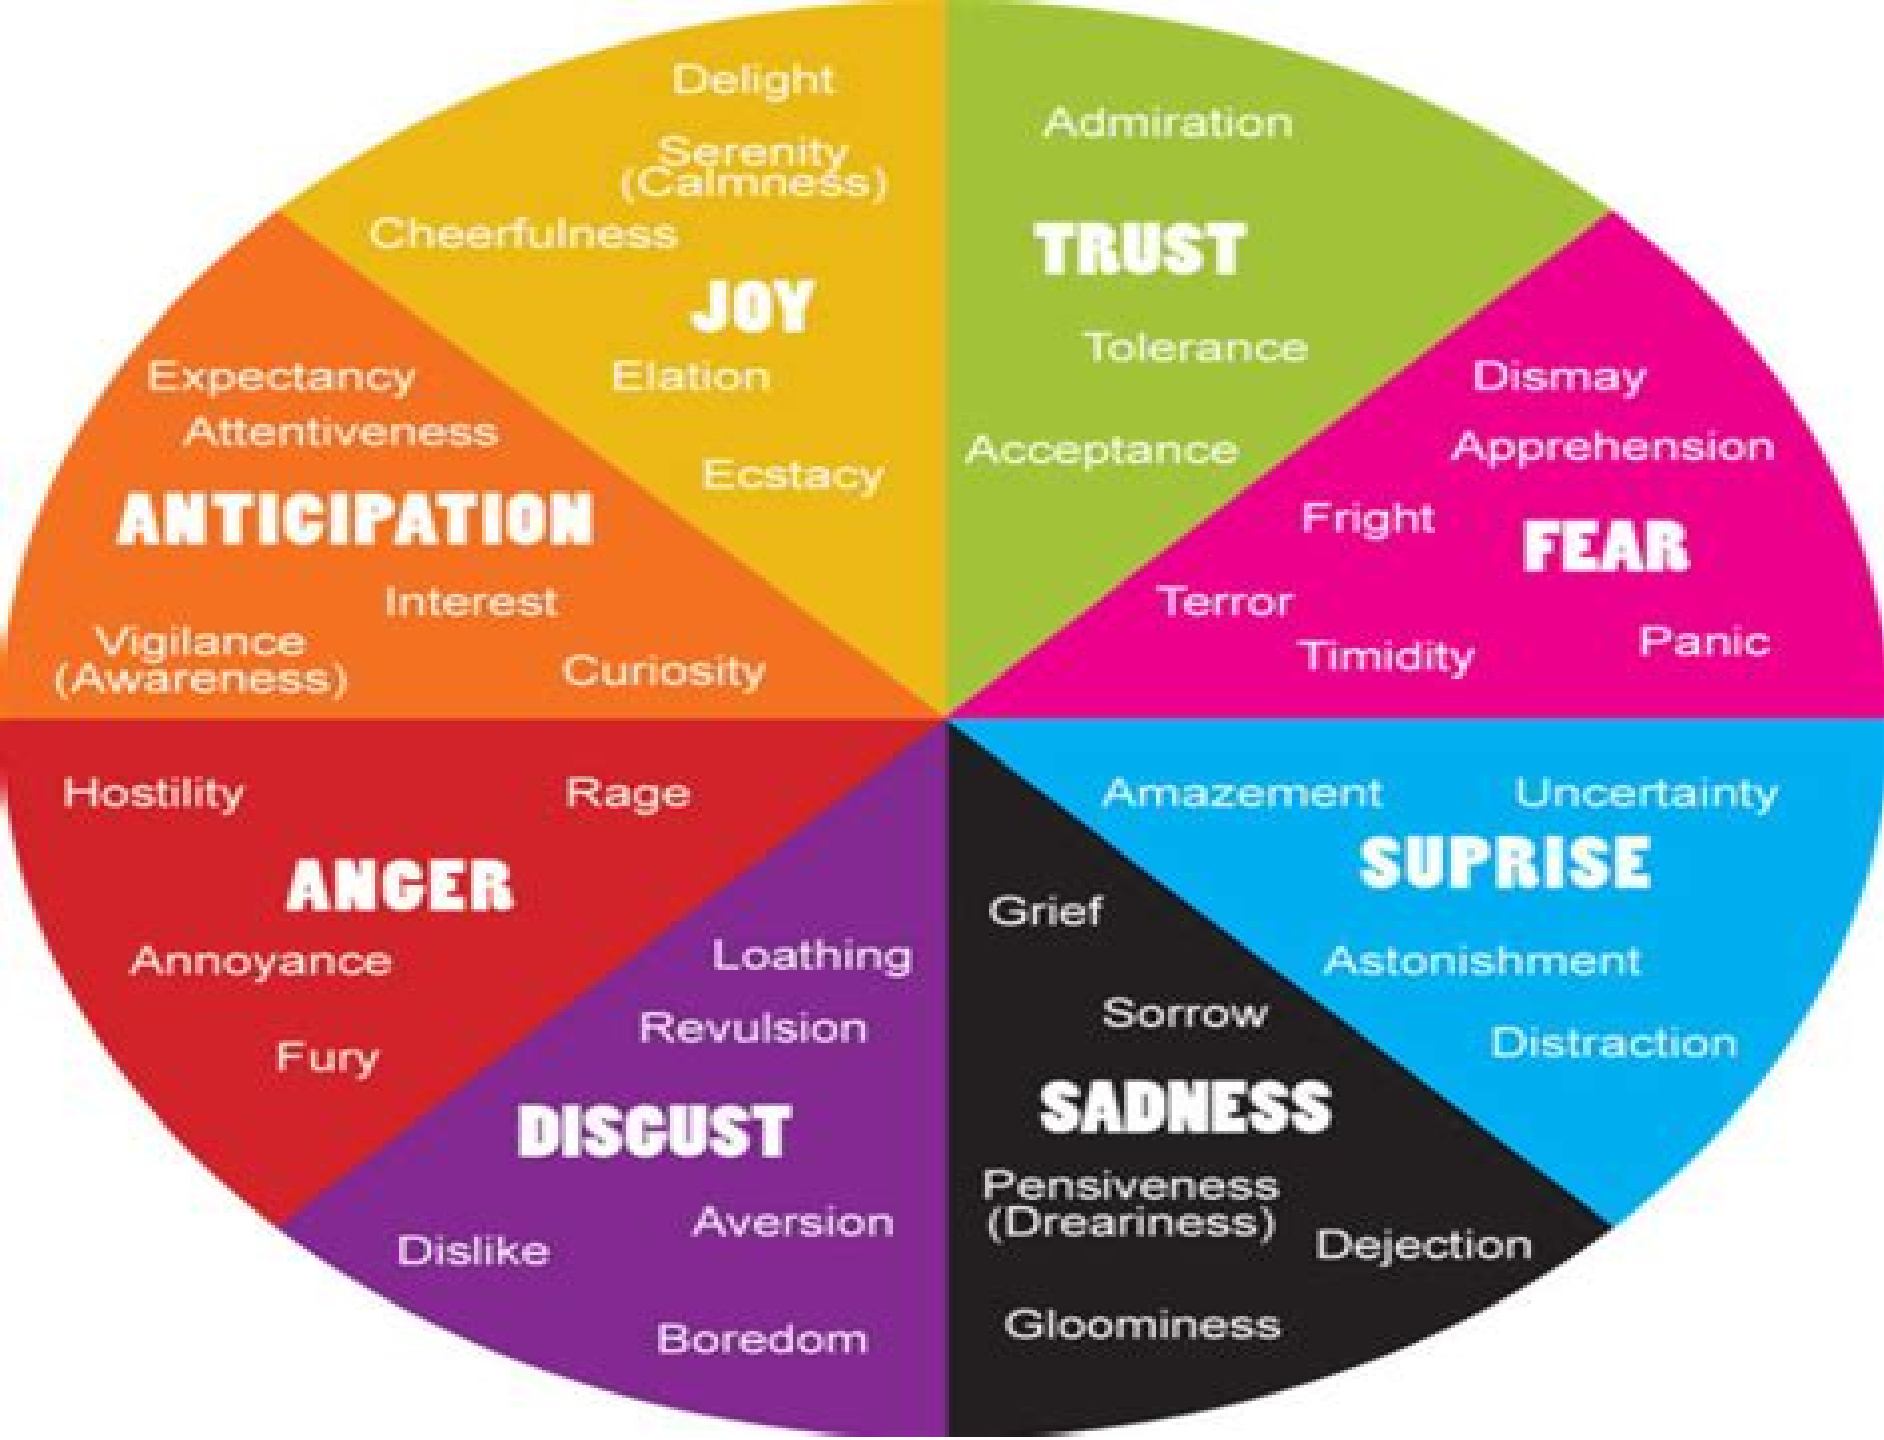 Delight
Serenity
(Calmness)
Cheerfulness
JOY
Elation
Ecstacy
Admiration
TRUST
Tolerance
Acceptance
Dismay
Apprehension
Fright
FEAR
Terror
Timidity
Panic
Amazement
Uncertainty
SUPRISE
Astonishment
Distraction
Grief
Sorrow
SADNESS
Pensiveness
(Dreariness)
Dejection
Gloominess
Loathing
Revulsion
DISGUST
Aversion
Dislike
Boredom
Hostility
Rage
ANGER
Annoyance
Fury
Expectancy
Attentiveness
ANTICIPATION
Interest
Vigilance
(Awareness)
Curiosity